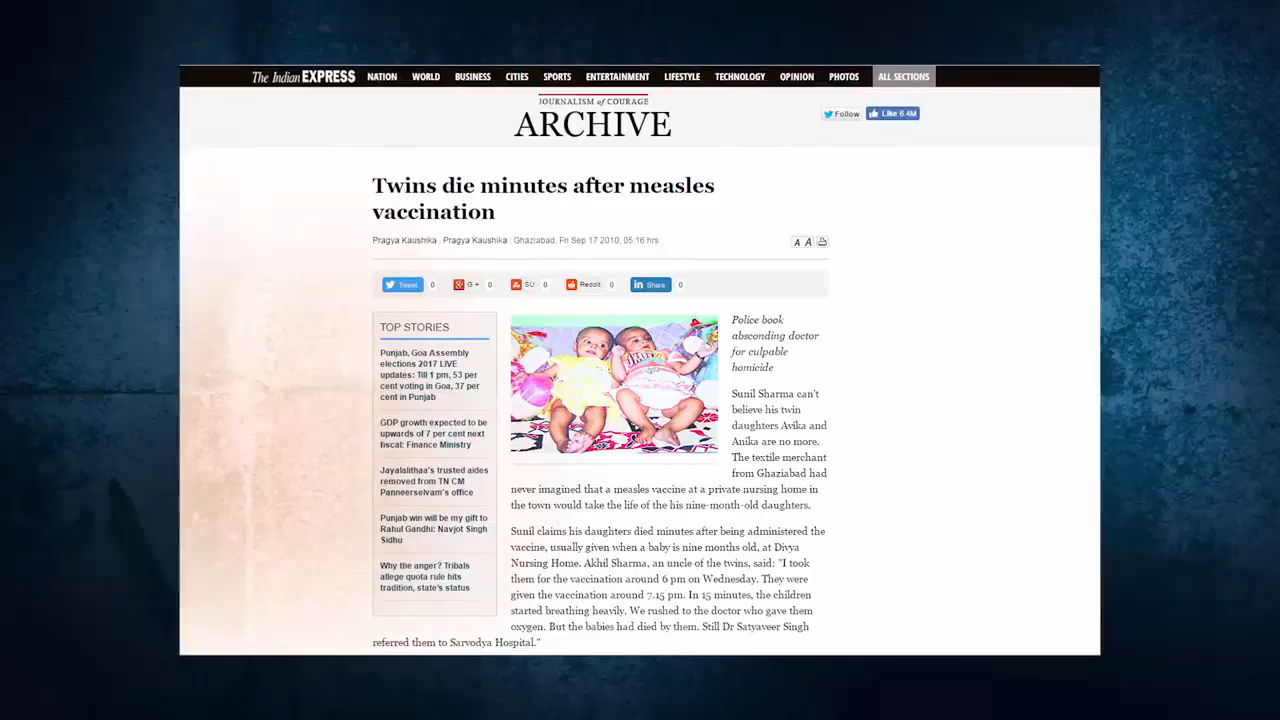 The Indian EXPRESS NATION WORLD BUSINESS CITIES SPORTS ENTERTAINMENT LIFESTYLE TECHNOLOGY OPINION PHOTOS ALL SECTIONS
JOURNALISM of COURAGE
ARCHIVE
Follow Like 6.4M
Twins die minutes after measles
vaccination
Pragya Kaushika , Pragya Kaushika : Ghaziabad, Fri Sep 17 2010, 05:16 hrs
A A
Tweet 0 G + 0 SU 0 Reddit 0 in Share 0
TOP STORIES
Punjab, Goa Assembly
elections 2017 LIVE
updates: Till 1 pm, 53 per
cent voting in Goa, 37 per
cent in Punjab
GDP growth expected to be
upwards of 7 per cent next
fiscal: Finance Ministry
Jayalalithaa's trusted aides
removed from TN CM
Panneerselvam's office
Punjab win will be my gift to
Rahul Gandhi: Navjot Singh
Sidhu
Why the anger? Tribals
allege quota rule hits
tradition, state's status
Police book
absconding doctor
for culpable
homicide
Sunil Sharma can't
believe his twin
daughters Avika and
Anika are no more.
The textile merchant
from Ghaziabad had
never imagined that a measles vaccine at a private nursing home in
the town would take the life of the his nine-month-old daughters.
Sunil claims his daughters died minutes after being administered the
vaccine, usually given when a baby is nine months old, at Divya
Nursing Home. Akhil Sharma, an uncle of the twins, said: "I took
them for the vaccination around 6 pm on Wednesday. They were
given the vaccination around 7.15 pm. In 15 minutes, the children
started breathing heavily. We rushed to the doctor who gave them
oxygen. But the babies had died by them. Still Dr Satyaveer Singh
referred them to Sarvodya Hospital."